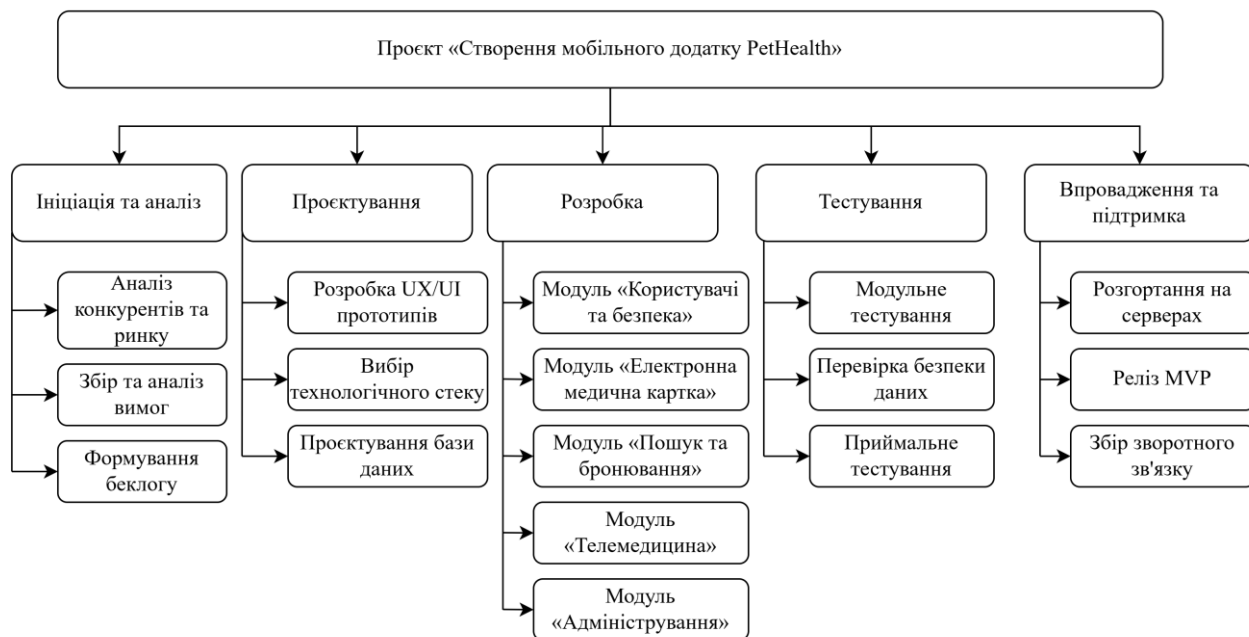 Проєкт «Створення мобільного додатку PetHealth»
Ініціація та аналіз
Аналіз
конкурентів та
ринку
Збір та аналіз
вимог
Формування
беклогу
Проєктування
Розробка UX/UI
прототипів
Вибір
технологічного стеку
Проєктування бази
даних
Розробка
Модуль «Користувачі
та безпека»
Модуль «Електронна
медична картка»
Модуль «Пошук та
бронювання»
Модуль
«Телемедицина»
Модуль
«Адміністрування»
Тестування
Модульне
тестування
Перевірка безпеки
даних
Приймальне
тестування
Впровадження та
підтримка
Розгортання на
серверах
Реліз MVP
Збір зворотного
зв'язку